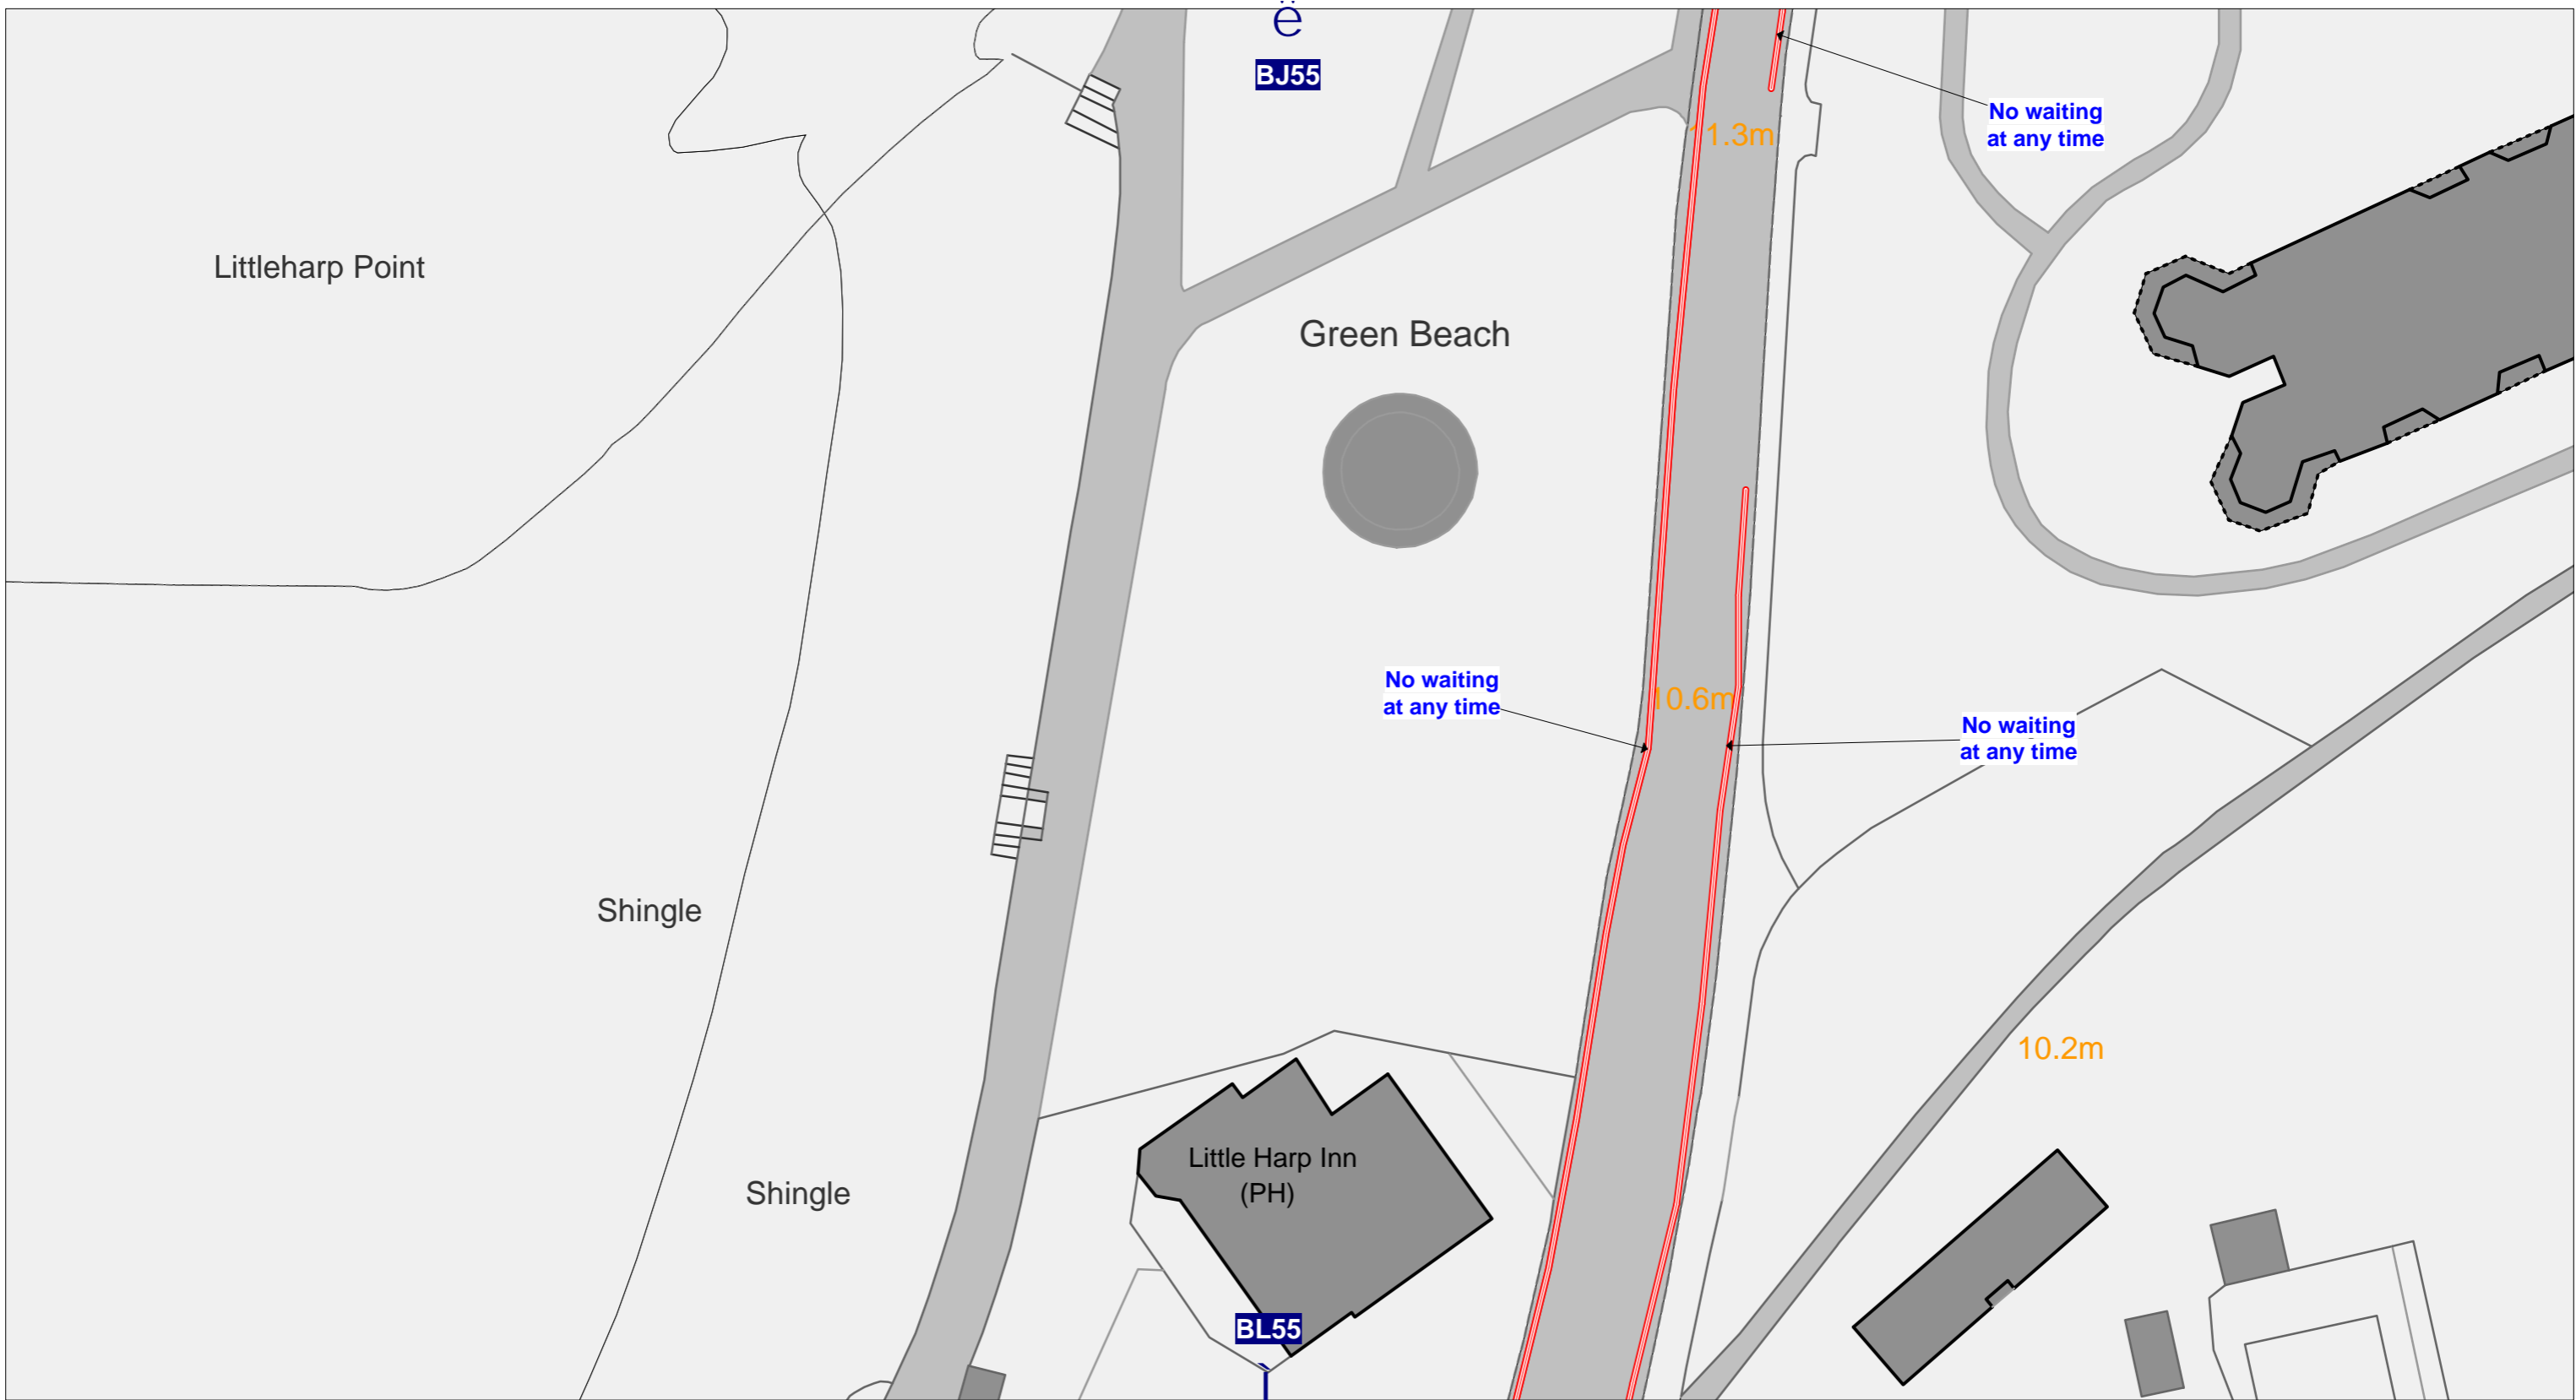 ë
BJ55
No waiting
at any time
11.3m
Littleharp Point
Green Beach
No waiting
at any time
10.6m
No waiting
at any time
Shingle
10.2m
Little Harp Inn
(PH)
Shingle
BL55